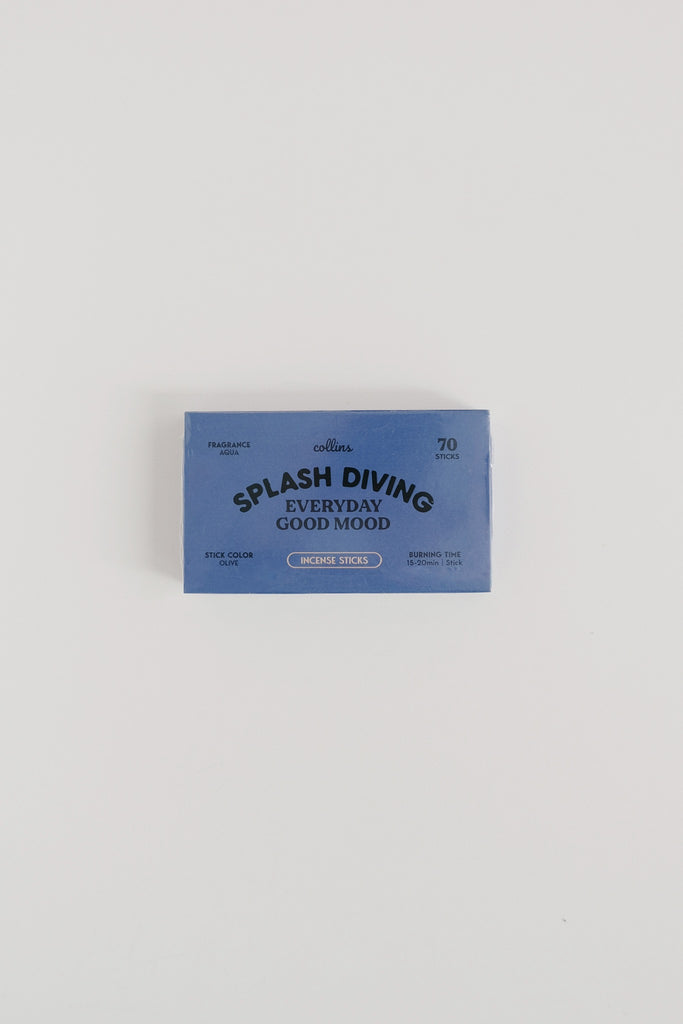 FRAGRANCE
AQUA
collins
70
STICKS
SPLASH DIVING
EVERYDAY
GOOD MOOD
STICK COLOR
OLIVE
INCENSE STICKS
BURNING TIME
15-20min | Stick